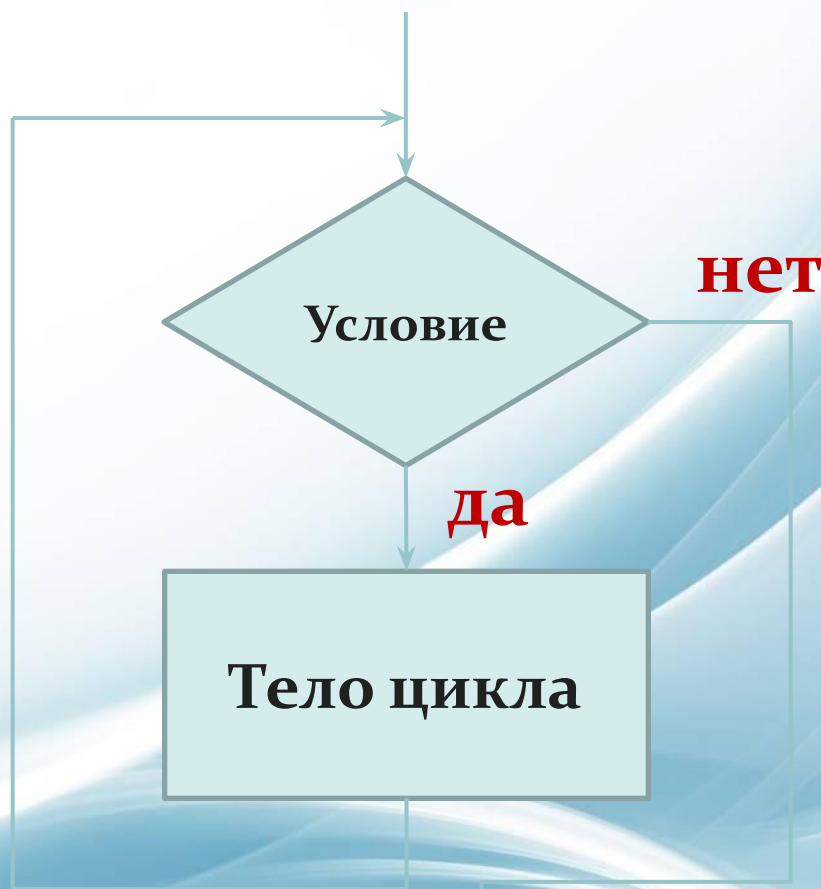 нет
Условие
да
Тело цикла